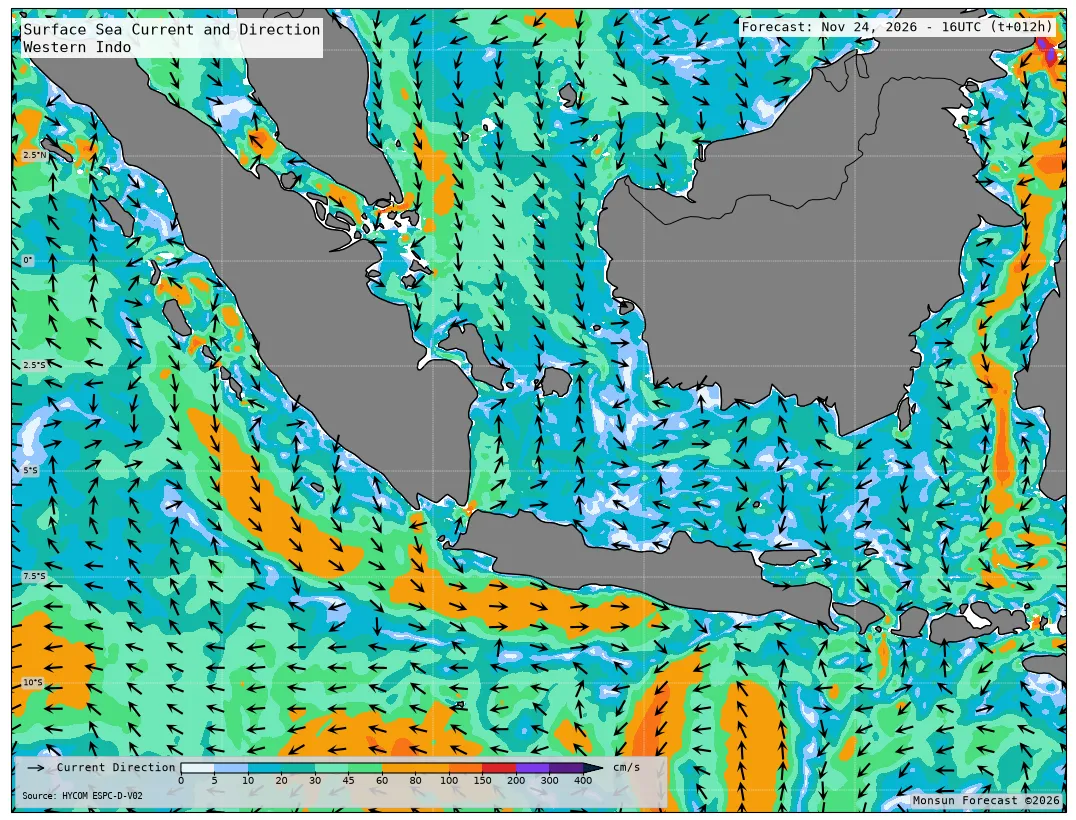 Surface Sea Current and Direction
Western Indo
Forecast: Nov 24, 2026 - 16UTC (t+012h)
2.5°N
0°
2.5°S
5°S
7.5°S
10°S
Current Direction
0 5 10 20 30 45 60 80 100 150 200 300 400 cm/s
Source: HYCOM ESPC-D-V02
Monsun Forecast ©2026